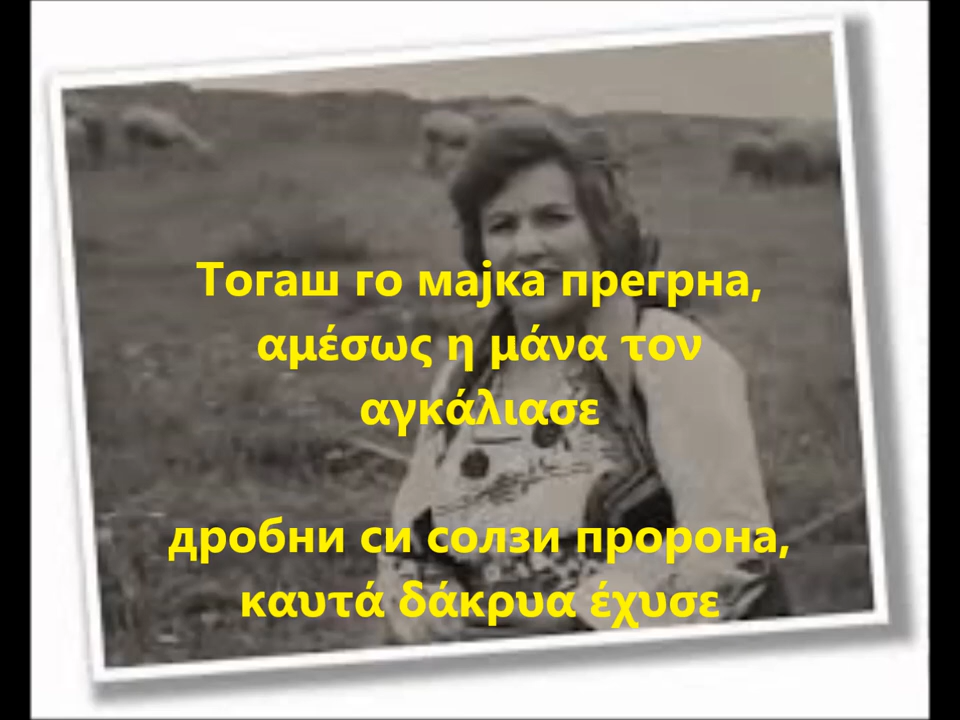 Тогаш го мајка прегрна,
αμέσως η μάνα τον
αγκάλιασε
дробни си солзи пророна,
καυτά δάκρυα έχυσε